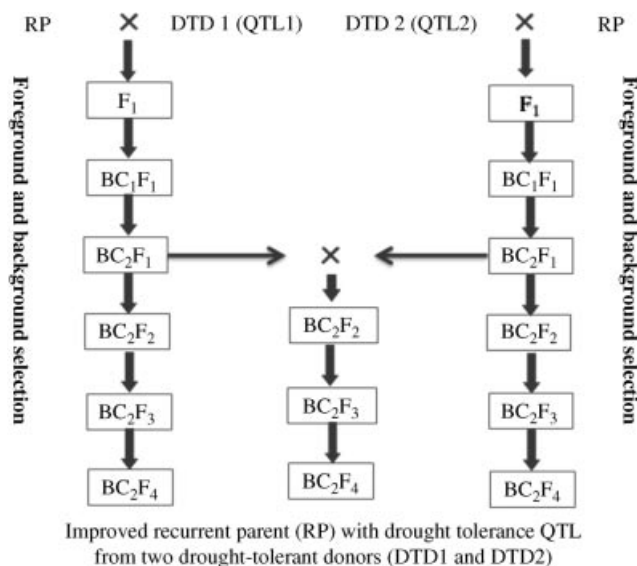 RP × DTD 1 (QTL1) DTD 2 (QTL2) × RP
Foreground and background selection
Foreground and background selection
F₁ F₁
BC₁F₁ BC₁F₁
BC₂F₁ × BC₂F₁
BC₂F₂ BC₂F₂ BC₂F₂
BC₂F₃ BC₂F₃ BC₂F₃
BC₂F₄ BC₂F₄ BC₂F₄
Improved recurrent parent (RP) with drought tolerance QTL
from two drought-tolerant donors (DTD1 and DTD2)